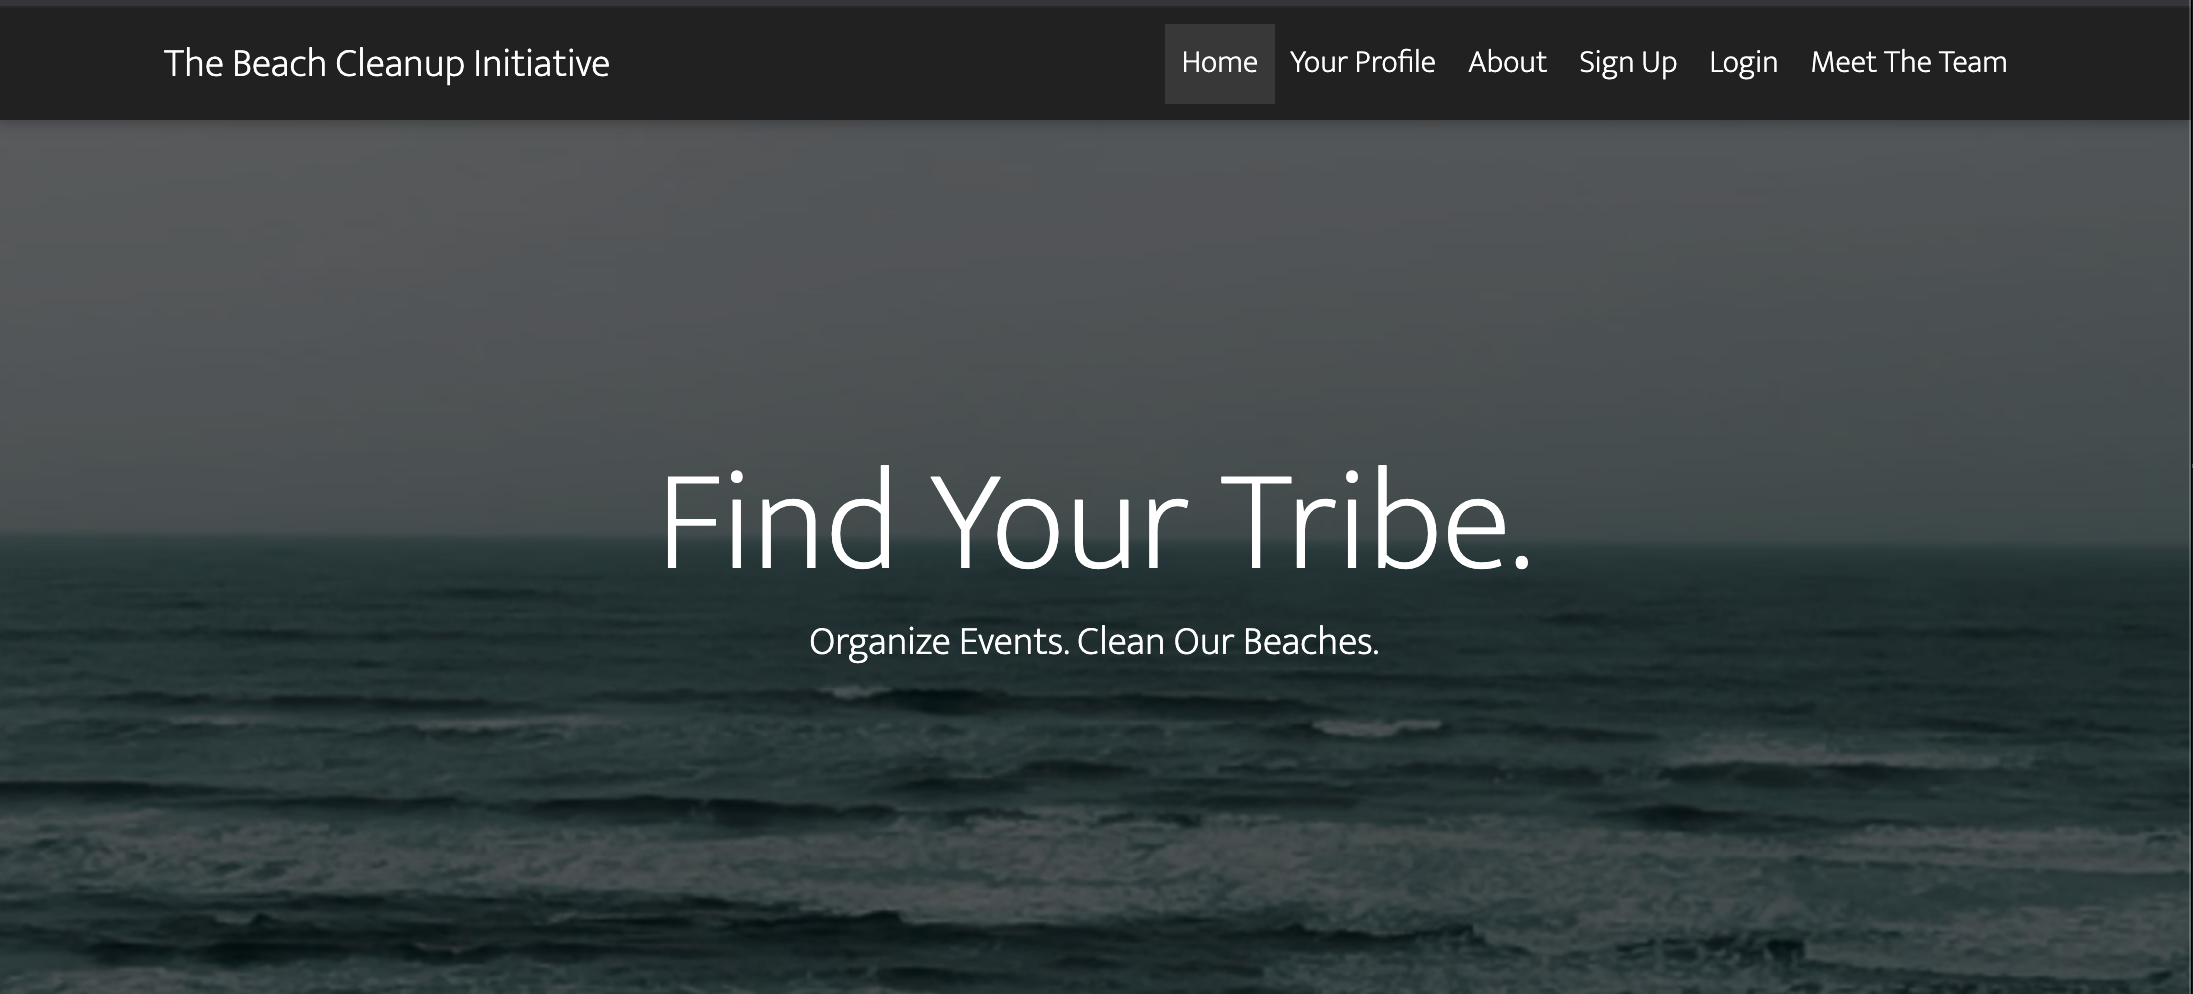 The Beach Cleanup Initiative Home Your Profile About Sign Up Login Meet The Team
Find Your Tribe.
Organize Events. Clean Our Beaches.